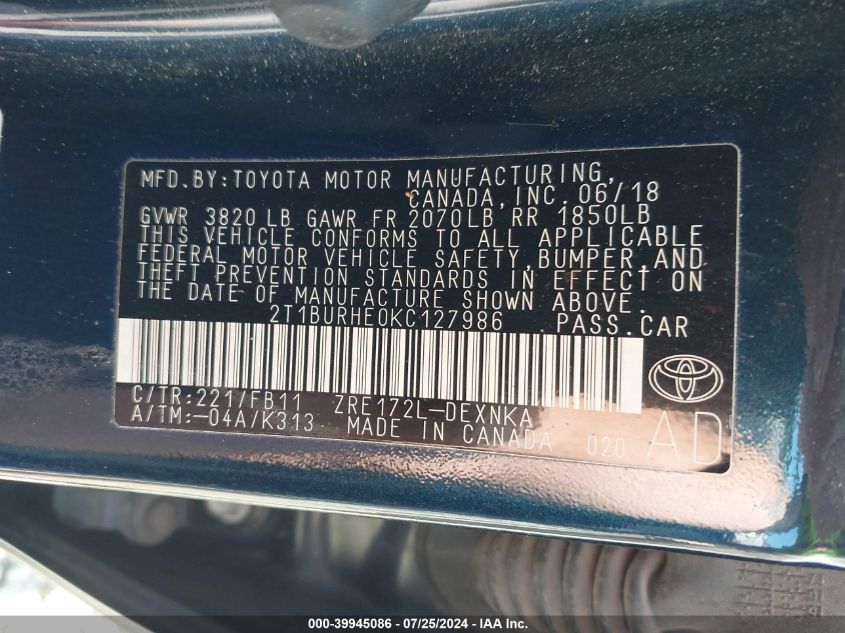 MFD.BY:TOYOTA MOTOR MANUFACTURING,
CANADA, INC. 06/18
GVWR 3820 LB GAWR FR 2070LB RR 1850LB
THIS VEHICLE CONFORMS TO ALL APPLICABLE
FEDERAL MOTOR VEHICLE SAFETY, BUMPER, AND
THEFT PREVENTION STANDARDS IN EFFECT ON
THE DATE OF MANUFACTURE SHOWN ABOVE.
2T1BURHE0KC127986 PASS.CAR
C/TR:221/FB11 ZRE172L-DEXNKA
A/TM:-04A/K313 MADE IN CANADA 020 AD
000-39945086 / 07/25/2024 - IAA Inc.